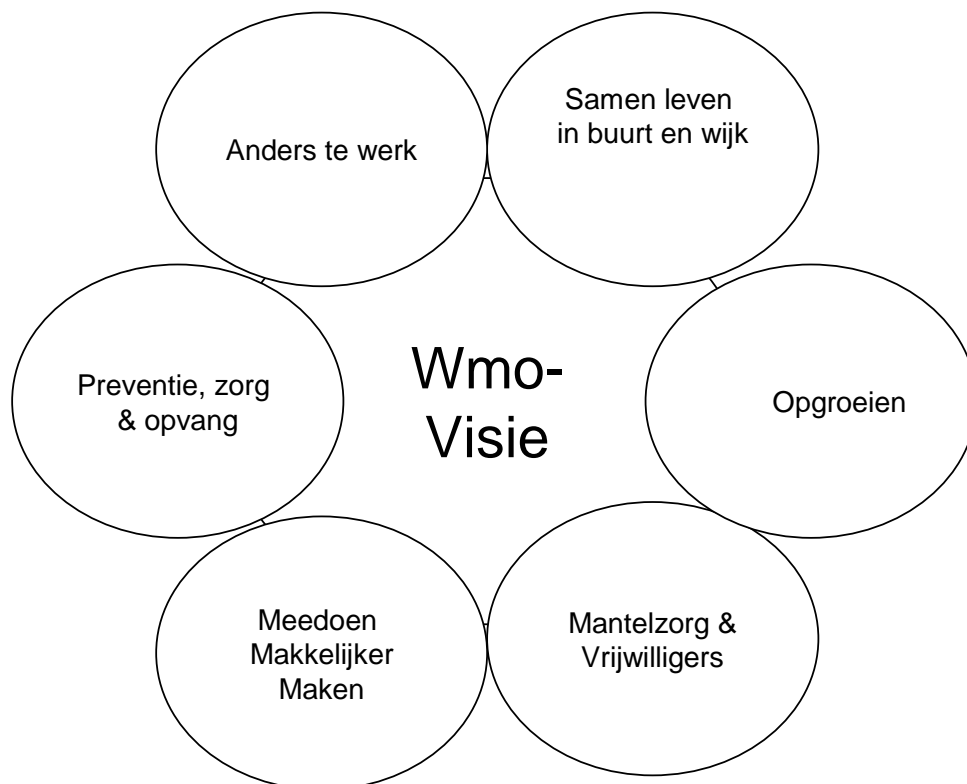 Anders te werk
Samen leven
in buurt en wijk
Preventie, zorg
& opvang
Wmo-
Visie
Opgroeien
Meedoen
Makkelijker
Maken
Mantelzorg &
Vrijwilligers